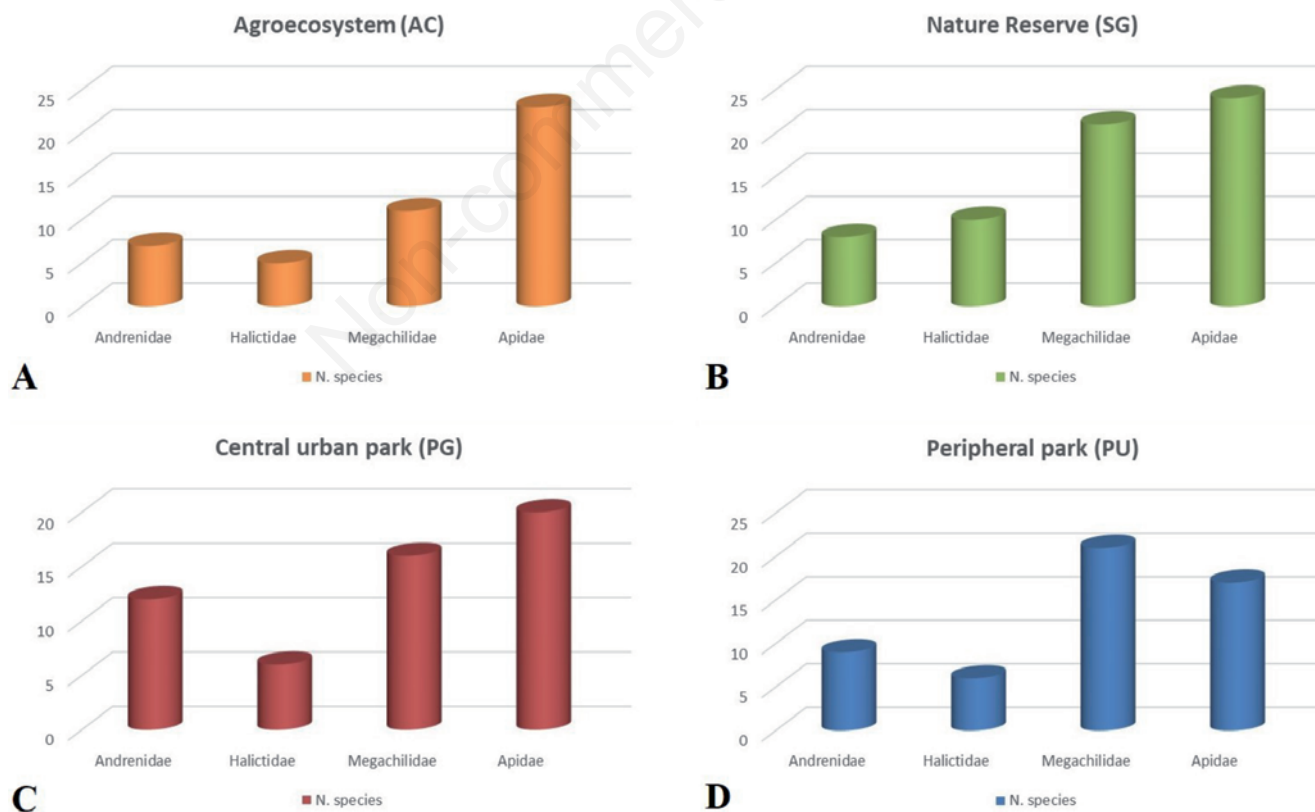 Agroecosystem (AC)
25
20
15
10
5
0
Andrenidae Halictidae Megachilidae Apidae
N. species
A
Nature Reserve (SG)
25
20
15
10
5
0
Andrenidae Halictidae Megachilidae Apidae
N. species
B
Central urban park (PG)
20
15
10
5
0
Andrenidae Halictidae Megachilidae Apidae
N. species
C
Peripheral park (PU)
25
20
15
10
5
0
Andrenidae Halictidae Megachilidae Apidae
N. species
D